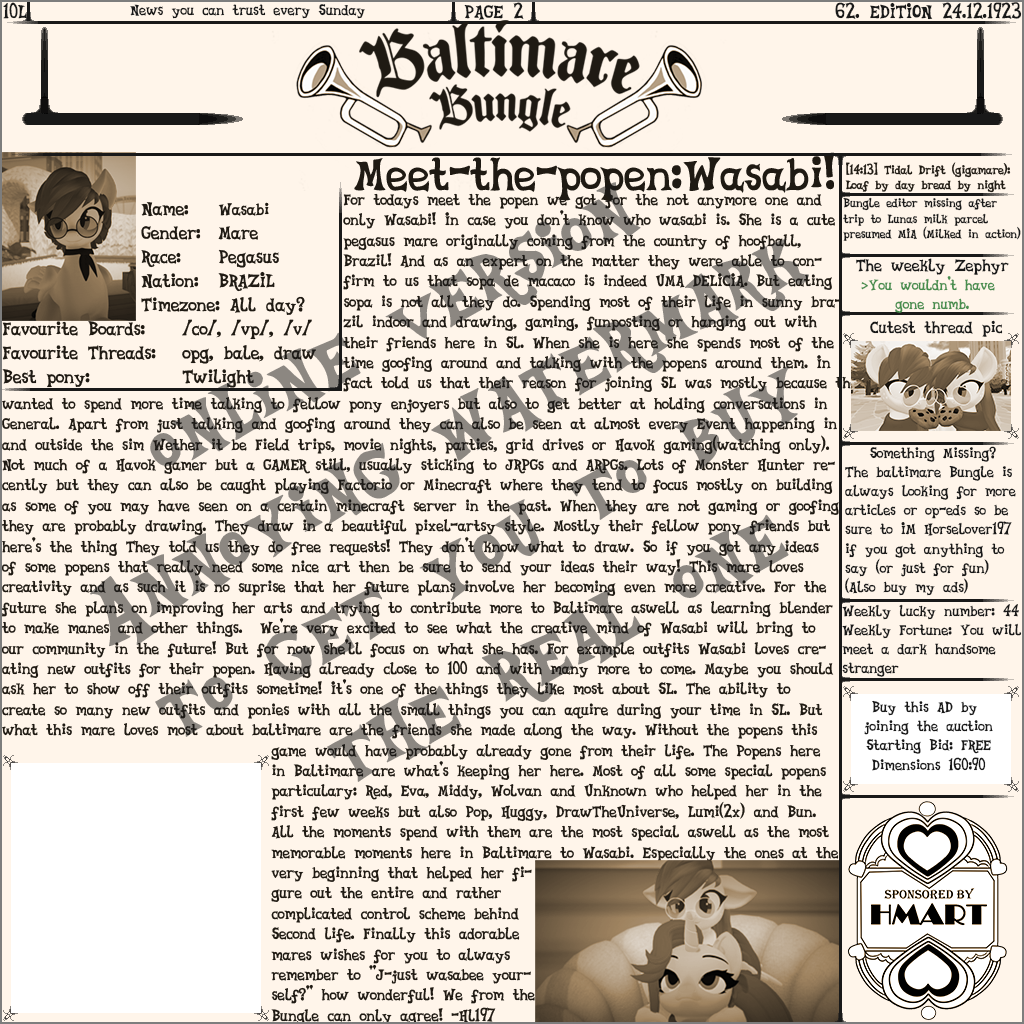 10L
News you can trust every Sunday
PAGE 2
62. EDITION 24.12.1923
Baltimare
Bungle
Meet-the-popen:Wasabi!
Name: Wasabi
Gender: Mare
Race: Pegasus
Nation: BRAZIL
Timezone: All day?
Favourite Boards: /co/, /vp/, /v/
Favourite Threads: opg, bale, draw
Best pony: Twilight
For todays meet the popen we got for the not anymore one and
only Wasabi! In case you don't know who wasabi is. She is a cute
pegasus mare originally coming from the country of hoofball,
Brazil! And as an expert on the matter they were able to con-
firm to us that sopa de macaco is indeed UMA DELICIA. But eating
sopa is not all they do. Spending most of their Life in sunny bra-
zil indoor and drawing, gaming, funposting or hanging out with
their friends here in SL. When she is here she spends most of the
time goofing around and talking with the popens around them. In
fact told us that their reason for joining SL was mostly because th
wanted to spend more time talking to fellow pony enjoyers but also to get better at holding conversations in
General. Apart from just talking and goofing around they can also be seen at almost every Event happening in
and outside the sim Wether it be Field trips, movie nights, parties, grid drives or Havok gaming(watching only).
Not much of a Havok gamer but a GAMER still, usually sticking to JRPGs and ARPGs. Lots of Monster Hunter re-
cently but they can also be caught playing Factorio or Minecraft where they tend to focus mostly on building
as some of you may have seen on a certain minecraft server in the past. When they are not gaming or goofing
they are probably drawing. They draw in a beautiful pixel-artsy style. Mostly their fellow pony friends but
here's the thing They told us they do free requests! They don't know what to draw. So if you got any ideas
of some popens that really need some nice art then be sure to send your ideas their way! This mare loves
creativity and as such it is no suprise that her future plans involve her becoming even more creative. For the
future she plans on improving her arts and trying to contribute more to Baltimare aswell as learning blender
to make manes and other things. We're very excited to see what the creative mind of Wasabi will bring to
our community in the future! But for now she'll focus on what she has. For example outfits Wasabi Loves cre-
ating new outfits for their popen. Having already close to 100 and with many more to come. Maybe you should
ask her to show off their outfits sometime! It's one of the things they like most about SL. The ability to
create so many new outfits and ponies with all the small things you can aquire during your time in SL. But
what this mare loves most about baltimare are the friends she made along the way. Without the popens this
game would have probably already gone from their Life. The Popens here
in Baltimare are what's keeping her here. Most of all some special popens
particulary: Red, Eva, Middy, Wolvan and Unknown who helped her in the
first few weeks but also Pop, Huggy, DrawTheUniverse, Lumi(2x) and Bun.
All the moments spend with them are the most special aswell as the most
memorable moments here in Baltimare to Wasabi. Especially the ones at the
very beginning that helped her fi-
gure out the entire and rather
complicated control scheme behind
Second Life. Finally this adorable
mares wishes for you to always
remember to "J-just wasabee your-
self?" how wonderful! We from the
Bungle can only agree! -HL197
[14:13] Tidal Drift (gigamare):
Loaf by day bread by night
Bungle editor missing after
trip to Lunas milk parcel
presumed MIA (Milked in action)
The weekly Zephyr
>You wouldn't have
gone numb.
Cutest thread pic
Something Missing?
The baltimare Bungle is
always looking for more
articles or op-eds so be
sure to IM Horselover197
if you got anything to
say (or just for fun)
(Also buy my ads)
Weekly lucky number: 44
Weekly Fortune: You will
meet a dark handsome
stranger
Buy this AD by
joining the auction
Starting Bid: FREE
Dimensions 160:90
SPONSORED BY
HMART
ONLINE VERSION
ANNOYING WATERMARK
TO GET YOU TO BUY
THE REAL ONE